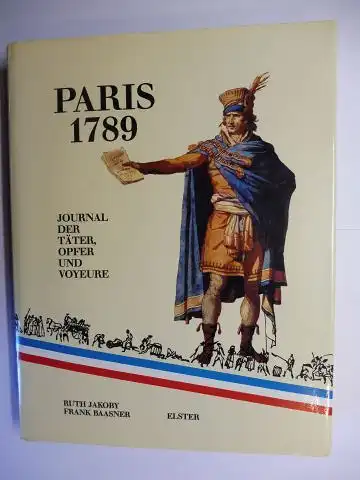 PARIS
1789
JOURNAL
DER
TÄTER,
OPFER
UND
VOYEURE
RUTH JAKOBY
FRANK BAASNER
ELSTER